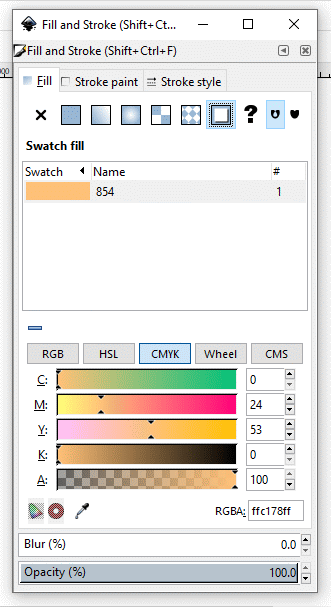 Fill and Stroke (Shift+Ct...
Fill and Stroke (Shift+Ctrl+F)
Fill Stroke paint Stroke style
?
Swatch fill
Swatch Name #
854 1
RGB HSL CMYK Wheel CMS
C: 0
M: 24
Y: 53
K: 0
A: 100
RGBA: ffc178ff
Blur (%) 0.0
Opacity (%) 100.0